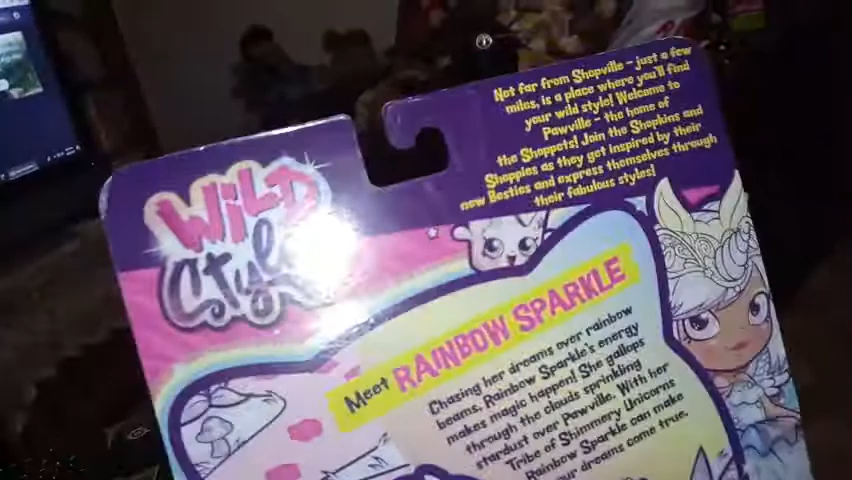 Not far from Shopville – just a few
miles, is a place where you'll find
your wild style! Welcome to
Pawville – the home of
the Shoppets! Join the Shopkins and
Shoppies as they get inspired by their
new Besties and express themselves through
their fabulous styles!
WiLD
Style
Meet RAINBOW SPARKLE
Chasing her dreams over rainbow
beams, Rainbow Sparkle's energy
makes magic happen! She gallops
through the clouds sprinkling
stardust over Pawville. With her
Tribe of Shimmery Unicorns
Rainbow Sparkle can make
your dreams come true.